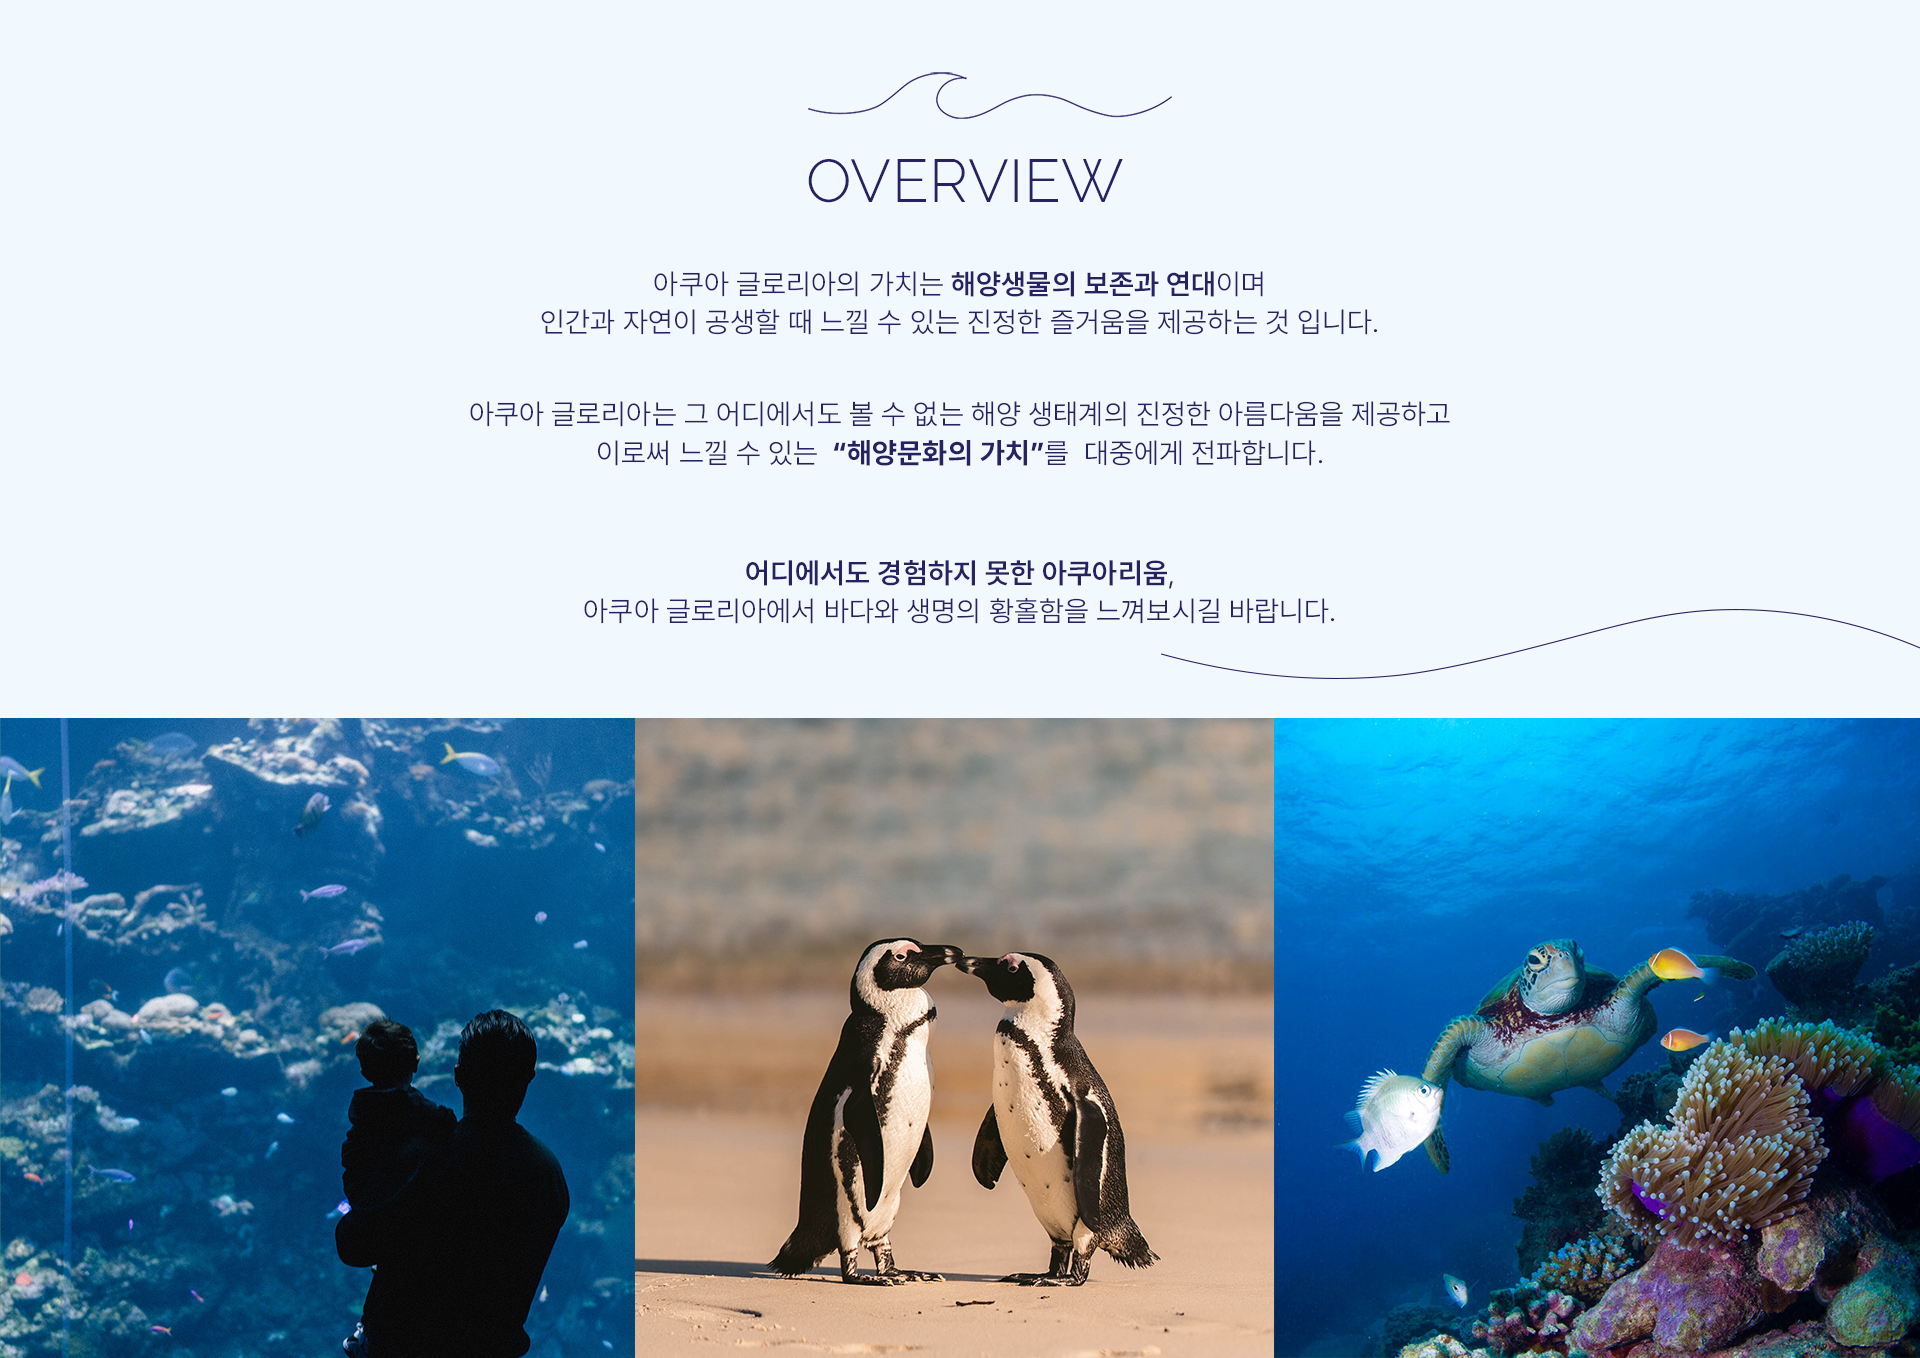 OVERVIEW
아쿠아 글로리아의 가치는 해양생물의 보존과 연대이며
인간과 자연이 공생할 때 느낄 수 있는 진정한 즐거움을 제공하는 것 입니다.
아쿠아 글로리아는 그 어디에서도 볼 수 없는 해양 생태계의 진정한 아름다움을 제공하고
이로써 느낄 수 있는 “해양문화의 가치”를 대중에게 전파합니다.
어디에서도 경험하지 못한 아쿠아리움,
아쿠아 글로리아에서 바다와 생명의 황홀함을 느껴보시길 바랍니다.